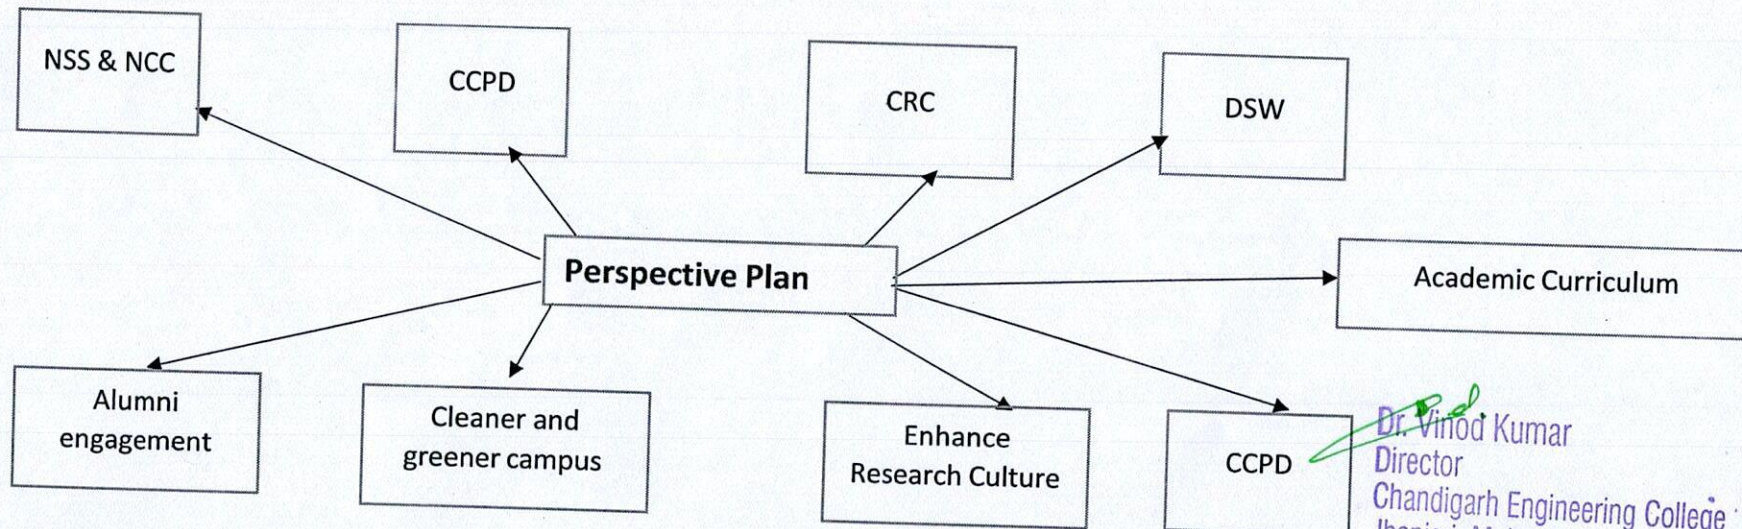 NSS & NCC
CCPD
CRC
DSW
Perspective Plan
Academic Curriculum
Alumni
engagement
Cleaner and
greener campus
Enhance
Research Culture
CCPD
Dr. Vinod Kumar
Director
Chandigarh Engineering College